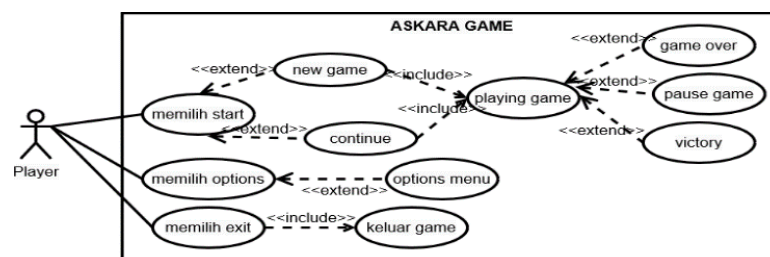 ASKARA GAME
<<extend>>
game over
<<extend>>
new game
<<include>>
<<extend>>
playing game
pause game
memilih start
<<include>>
<<extend>>
continue
<<extend>>
victory
Player
memilih options
options menu
<<extend>>
memilih exit
<<include>>
keluar game